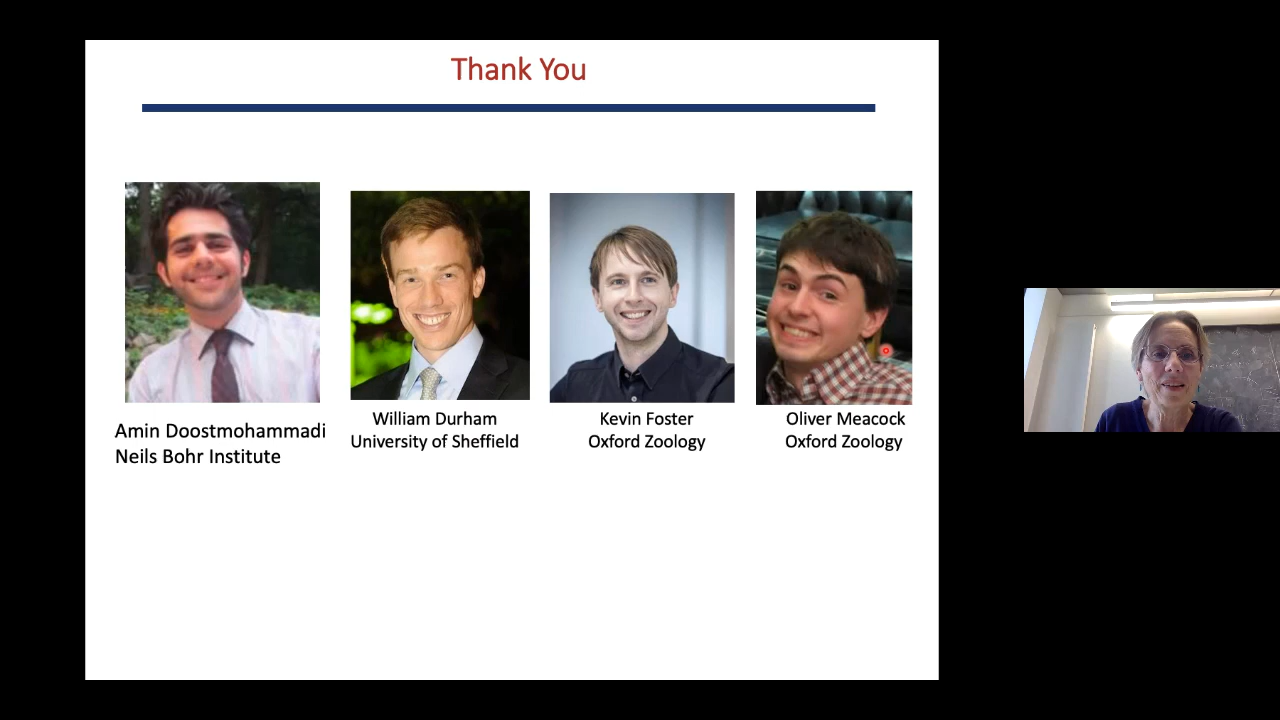 Thank You
Amin Doostmohammadi
Neils Bohr Institute
William Durham
University of Sheffield
Kevin Foster
Oxford Zoology
Oliver Meacock
Oxford Zoology